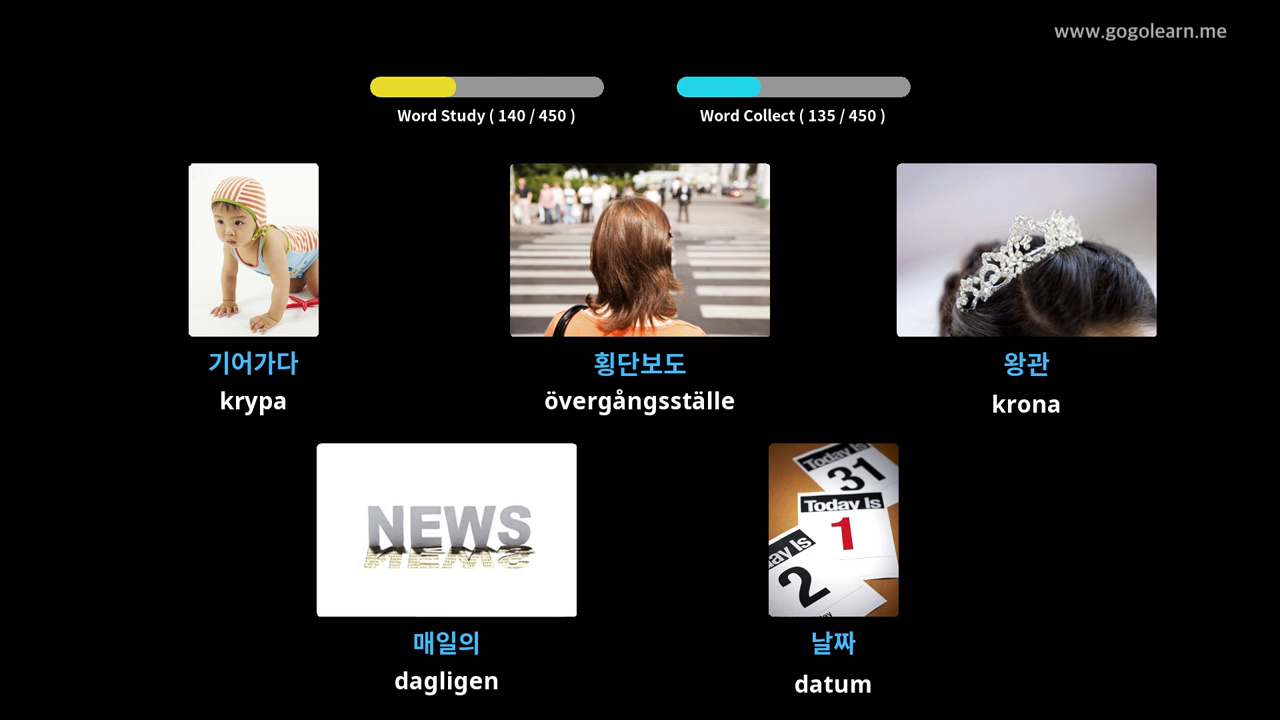 www.gogolearn.me
Word Study ( 140 / 450 )
Word Collect ( 135 / 450 )
기어가다
krypa
횡단보도
övergångsställe
왕관
krona
NEWS
매일의
dagligen
Today Is
31
Today Is
1
ay Is
2
날짜
datum